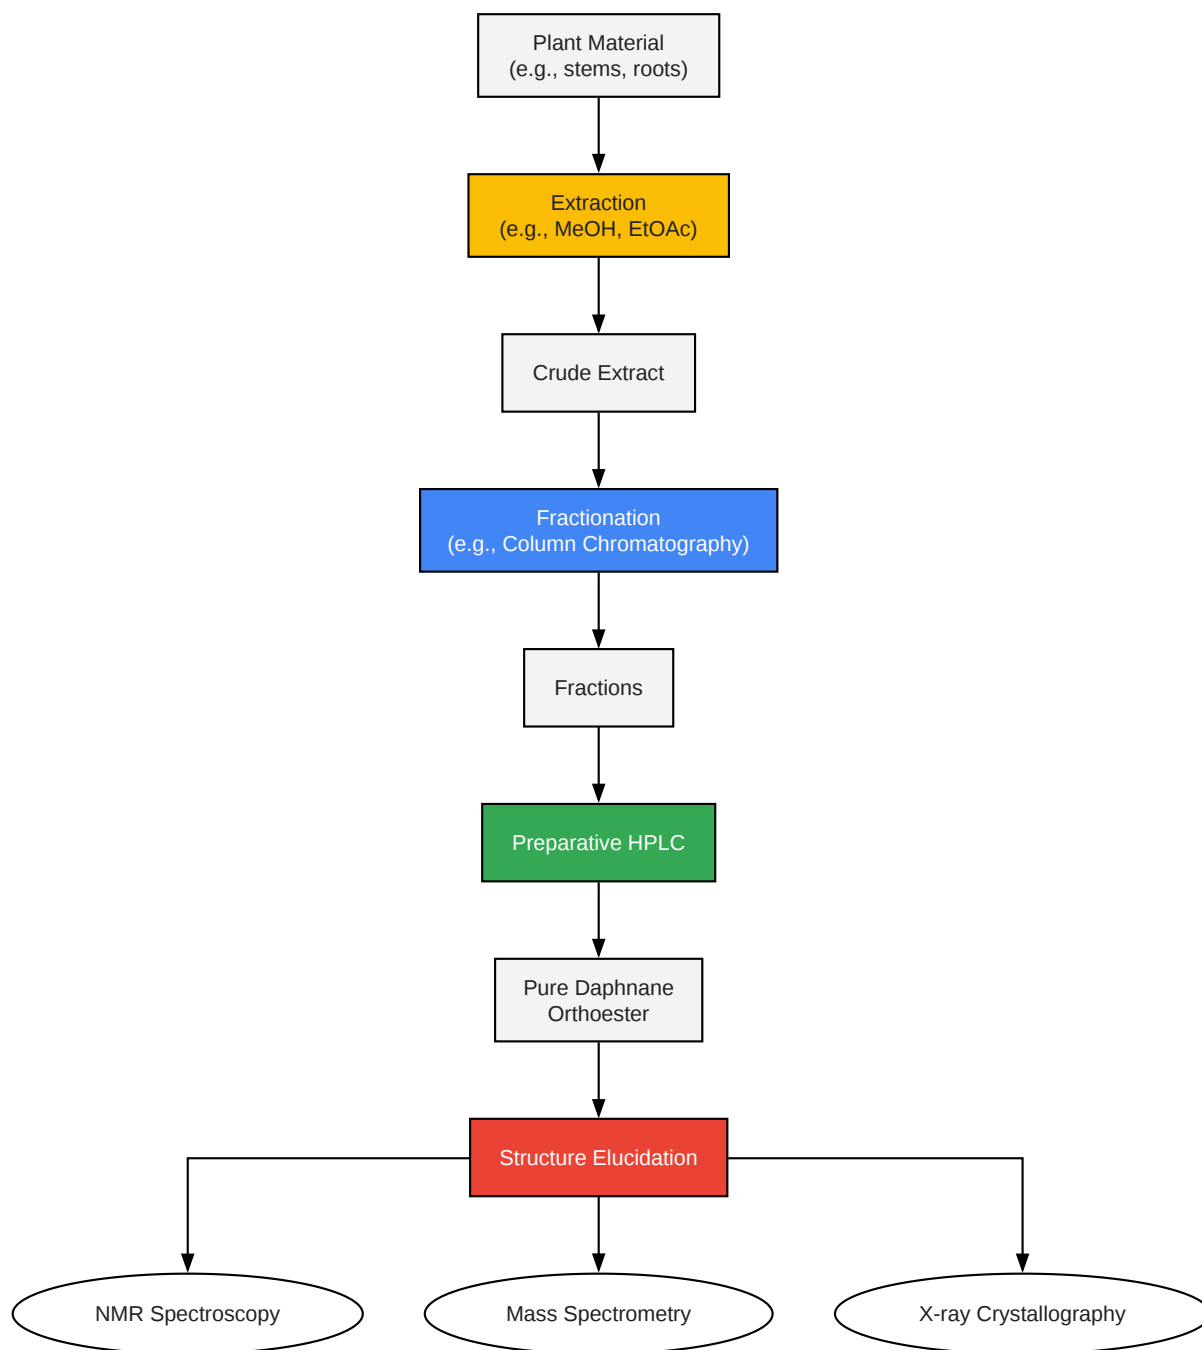 Plant Material
(e.g., stems, roots)
Extraction
(e.g., MeOH, EtOAc)
Crude Extract
Fractionation
(e.g., Column Chromatography)
Fractions
Preparative HPLC
Pure Daphnane
Orthoester
Structure Elucidation
NMR Spectroscopy
Mass Spectrometry
X-ray Crystallography